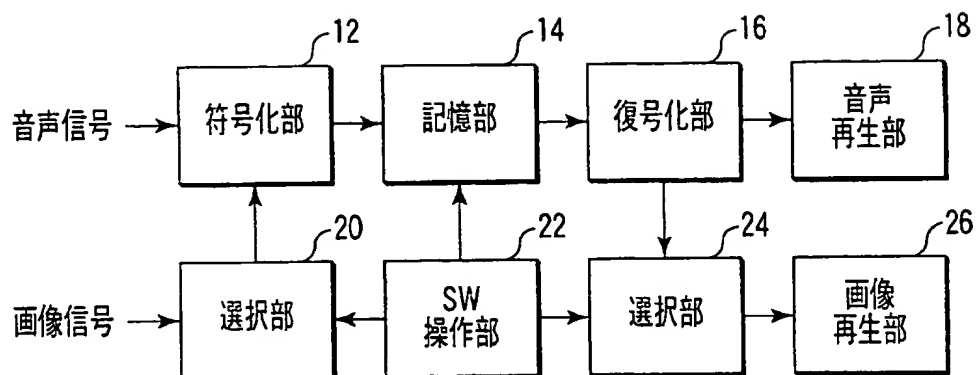 12
14
16
18
音声信号
符号化部
記憶部
復号化部
音声
再生部
20
22
24
26
画像信号
選択部
SW
操作部
選択部
画像
再生部